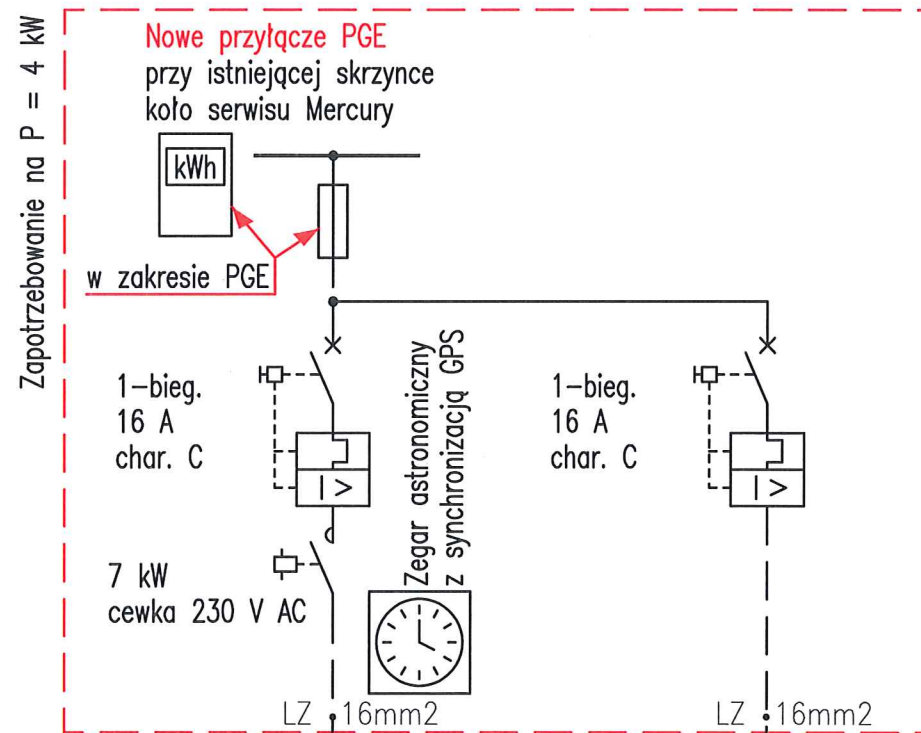 Zapotrzebowanie na P = 4 kW
Nowe przyłącze PGE
przy istniejącej skrzynce
koło serwisu Mercury
kWh
w zakresie PGE
1-bieg.
16 A
char. C
I >
7 kW
cewka 230 V AC
Zegar astronomiczny
z synchronizacją GPS
1-bieg.
16 A
char. C
I >
LZ 16mm2
LZ 16mm2